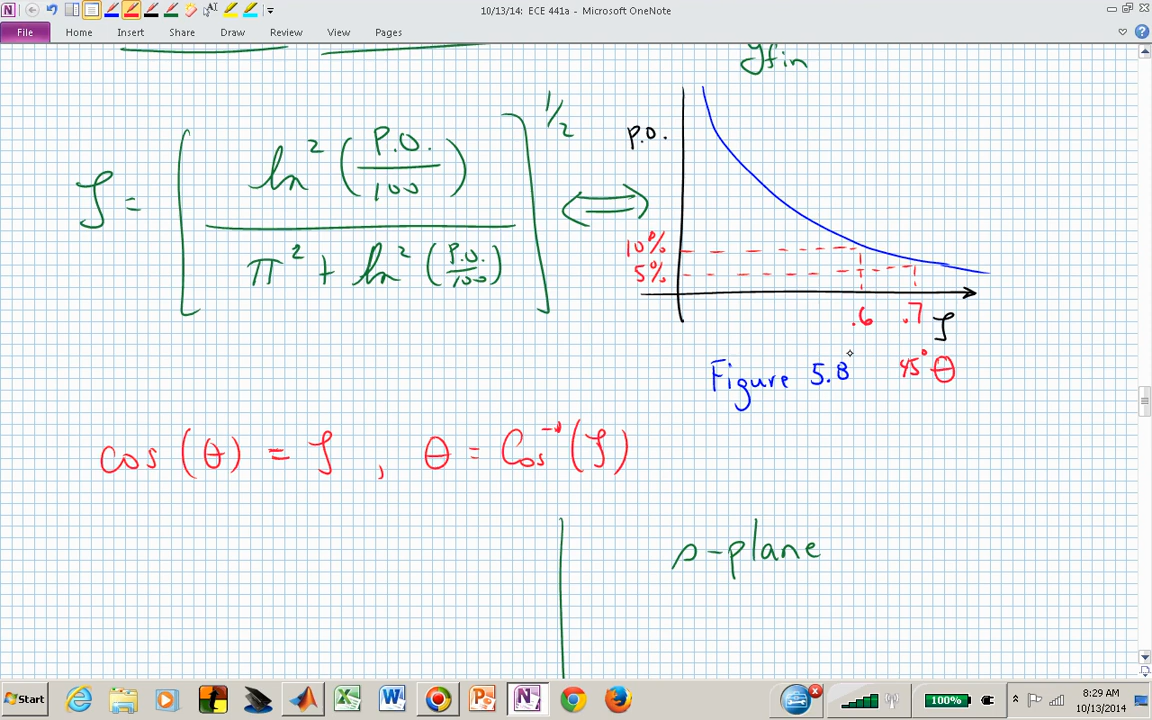 10/13/14: ECE 441a - Microsoft OneNote
File Home Insert Share Draw Review View Pages
yfin
ζ = [ ln² (P.O./100) / π² + ln² (P.O./100) ]^1/2 ⟺
P.O.
10%
5%
.6 .7 ζ
Figure 5.8 45° θ
cos (θ) = ζ , θ = Cos⁻¹ (ζ)
s-plane
Start
100%
8:29 AM
10/13/2014